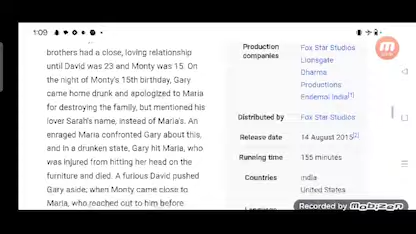 1:09
brothers had a close, loving relationship
until David was 23 and Monty was 15. On
the night of Monty's 15th birthday, Gary
came home drunk and apologized to Maria
for destroying the family, but mentioned his
lover Sarah's name, instead of Maria's. An
enraged Maria confronted Gary about this,
and in a drunken state, Gary hit Maria, who
was injured from hitting her head on the
furniture and died. A furious David pushed
Gary aside; when Monty came close to
Maria, who reached out to him before
Production
companies
Fox Star Studios
Lionsgate
Dharma
Productions
Endemol India[1]
Distributed by
Fox Star Studios
Release date
14 August 2015[2]
Running time
155 minutes
Countries
India
United States
Language
Recorded by Mobizen